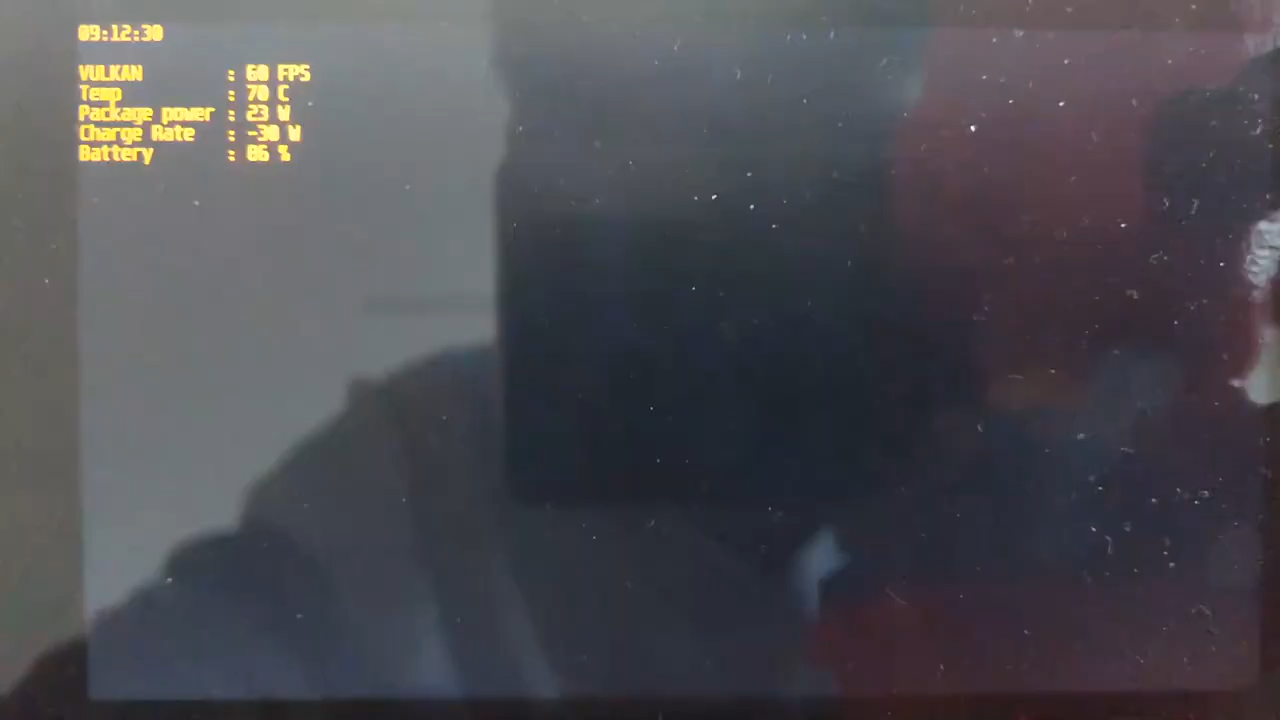 09:12:30
VULKAN : 60 FPS
Temp : 70 C
Package power : 23 W
Charge Rate : -30 W
Battery : 86 %